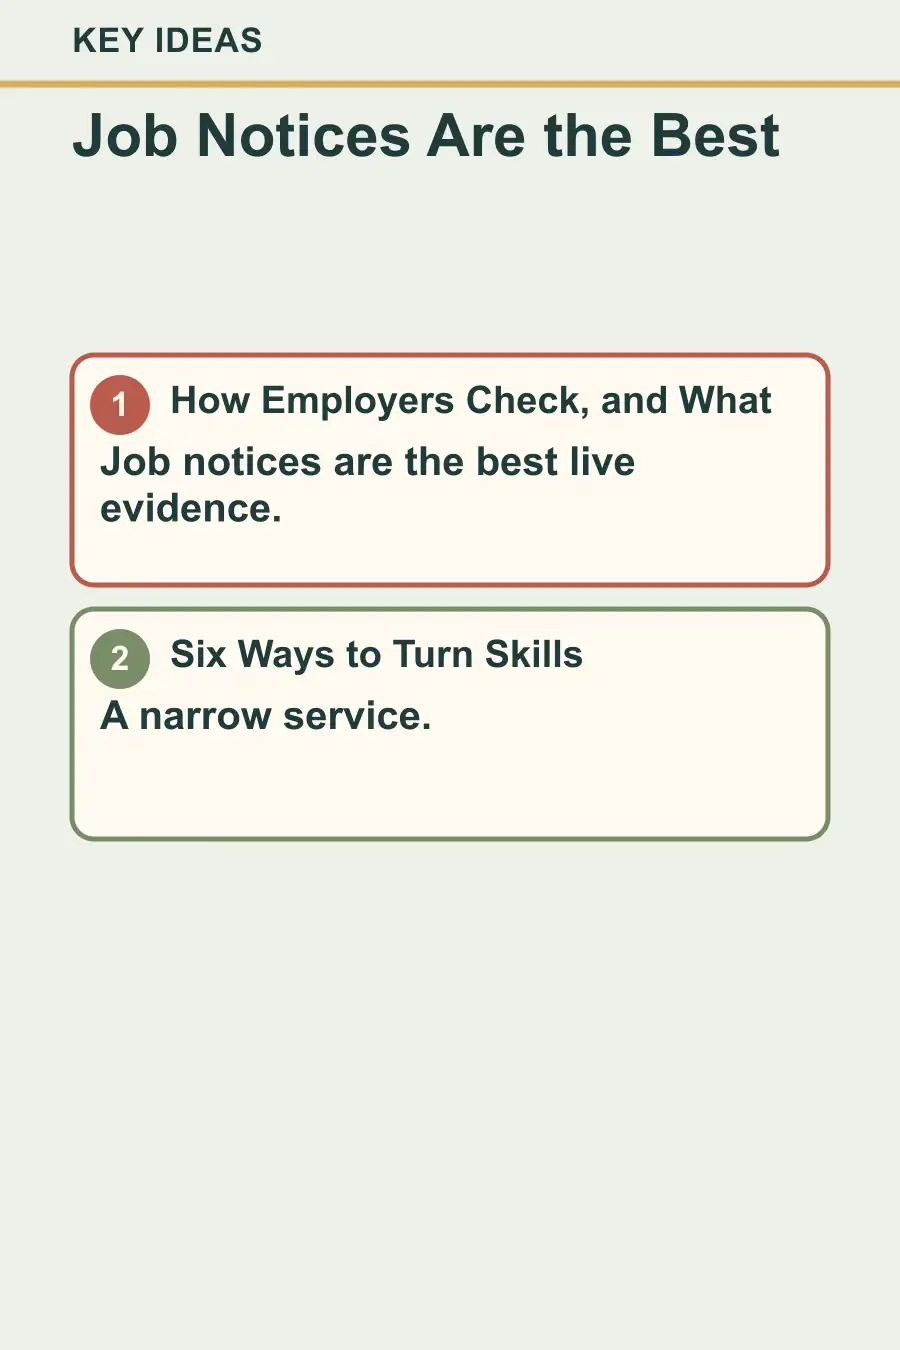 KEY IDEAS
Job Notices Are the Best
1 How Employers Check, and What
Job notices are the best live
evidence.
2 Six Ways to Turn Skills
A narrow service.